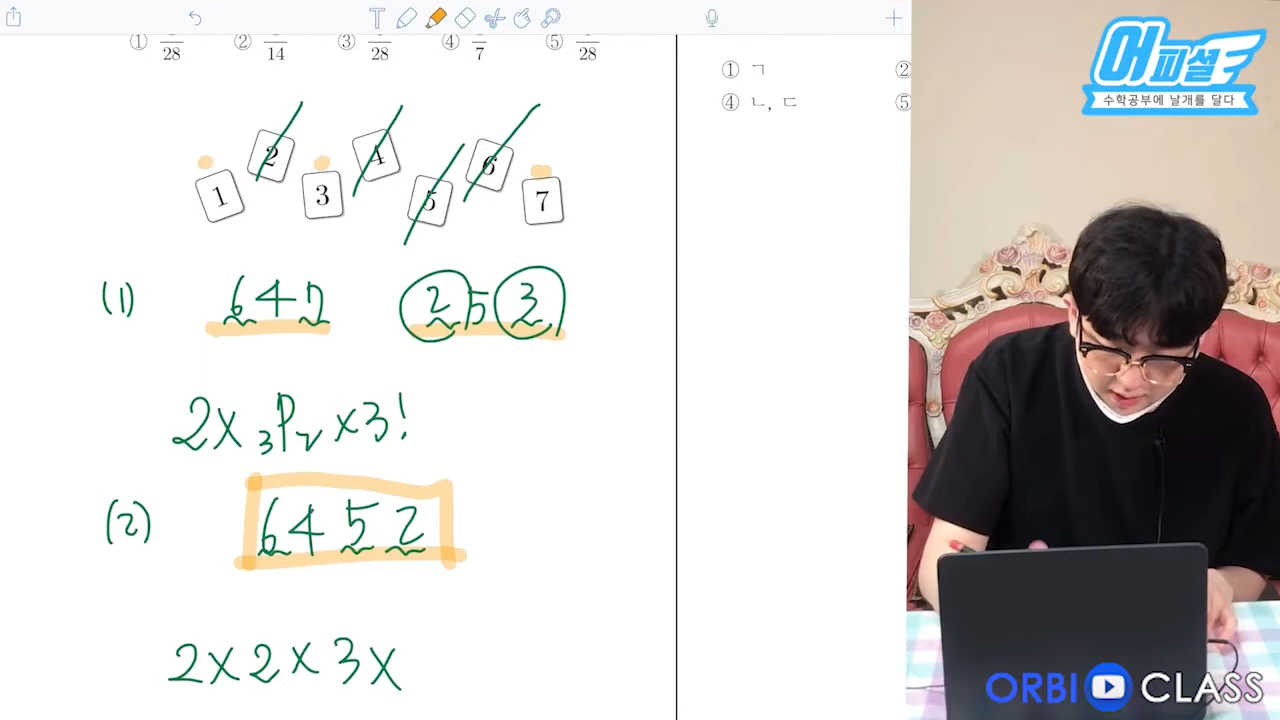 ① 28 ② 14 ③ 28 ④ 7 ⑤ 28
① ㄱ ②
④ ㄴ, ㄷ ⑤
어피셜
수학공부에 날개를 달다
1 2 3 4 5 6 7
(1) 647 253
2× ₃P₂ ×3!
(2) 6452
2×2×3×
ORBI CLASS